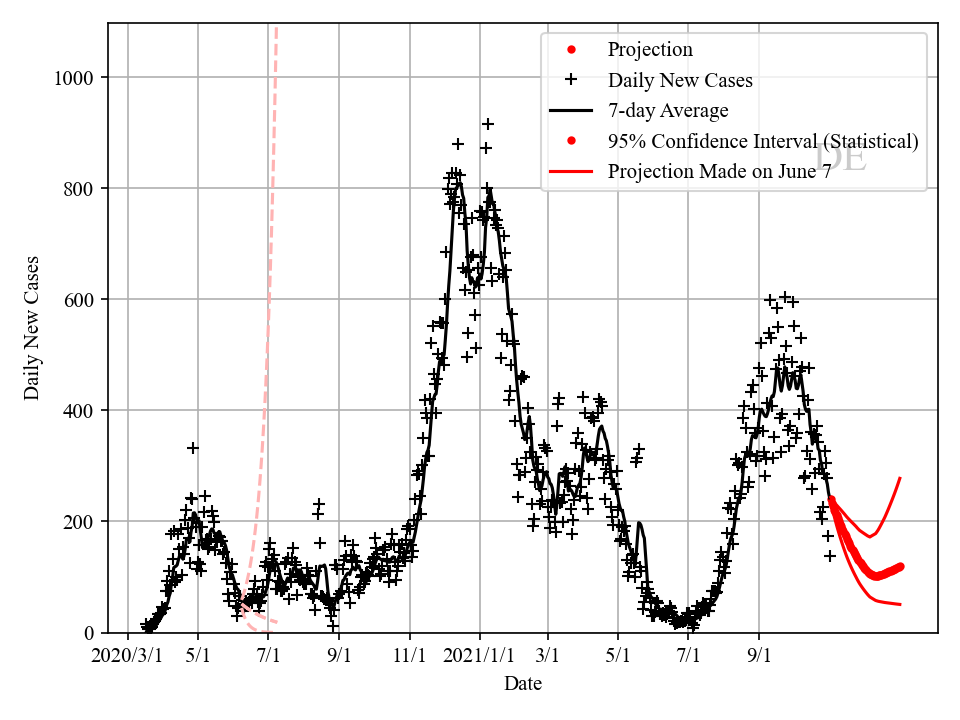 1000
800
600
400
200
0
Daily New Cases
Projection
Daily New Cases
7-day Average
95% Confidence Interval (Statistical)
Projection Made on June 7
DE
2020/3/1 5/1 7/1 9/1 11/1 2021/1/1 3/1 5/1 7/1 9/1
Date